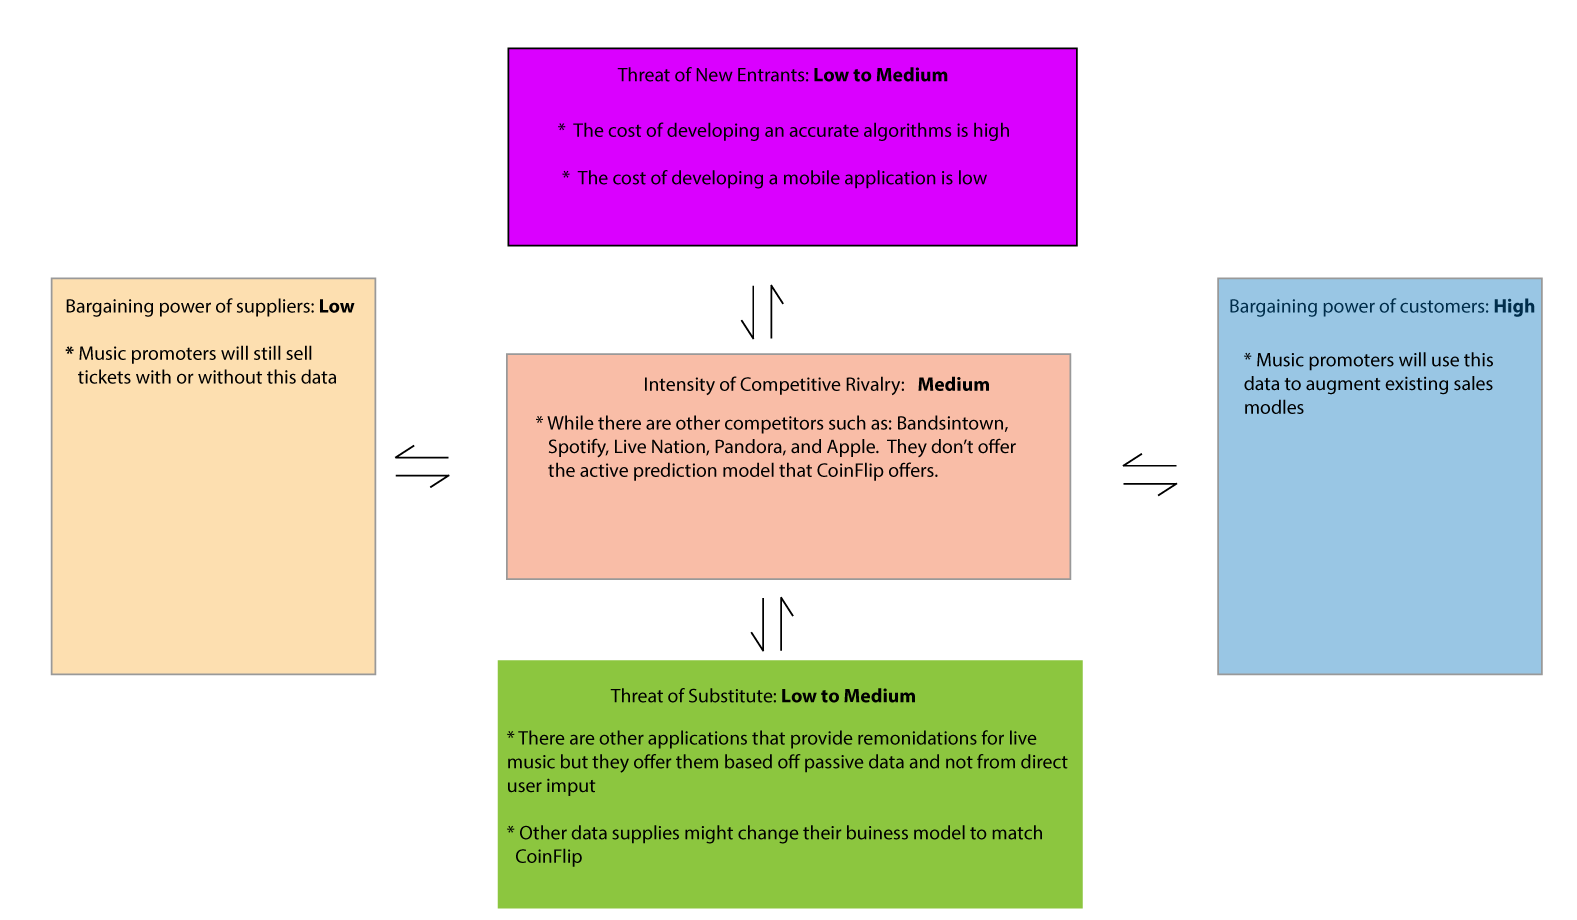 Threat of New Entrants: Low to Medium
* The cost of developing an accurate algorithms is high
* The cost of developing a mobile application is low
Bargaining power of suppliers: Low
* Music promoters will still sell
tickets with or without this data
Intensity of Competitive Rivalry: Medium
* While there are other competitors such as: Bandsintown,
Spotify, Live Nation, Pandora, and Apple. They don't offer
the active prediction model that CoinFlip offers.
Bargaining power of customers: High
* Music promoters will use this
data to augment existing sales
modles
Threat of Substitute: Low to Medium
* There are other applications that provide remonidations for live
music but they offer them based off passive data and not from direct
user imput
* Other data supplies might change their buiness model to match
CoinFlip